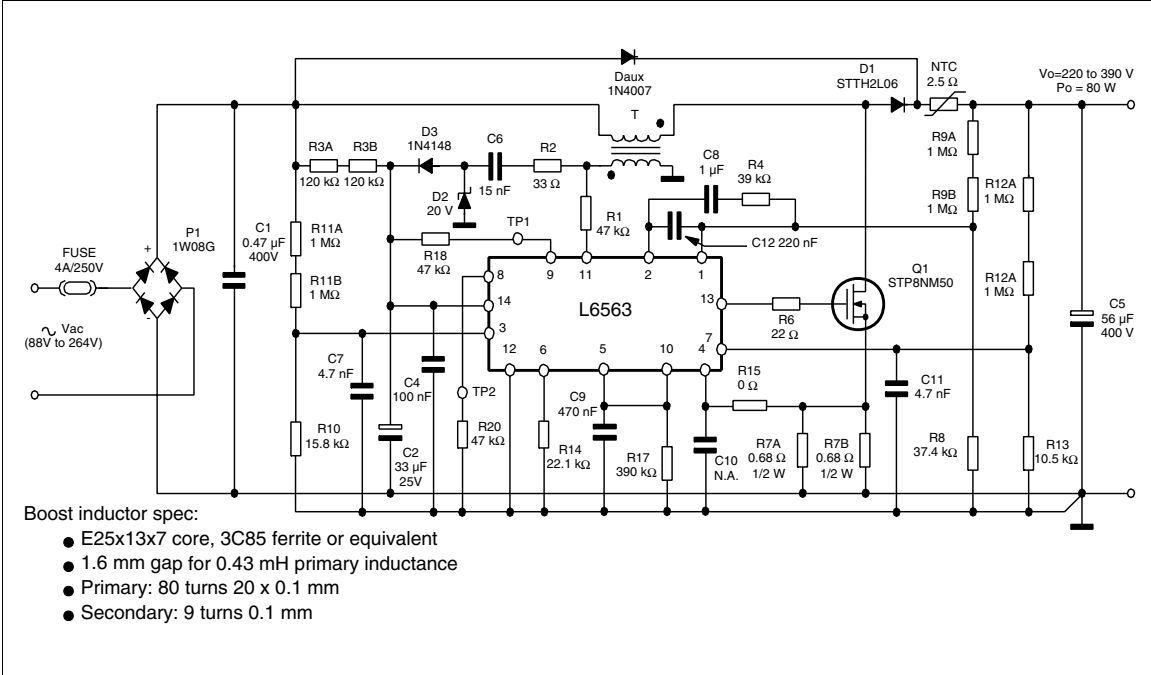 Daux
1N4007
D1
STTH2L06
NTC
2.5 Ω
Vo=220 to 390 V
Po = 80 W
T
R3A
120 kΩ
R3B
120 kΩ
D3
1N4148
C6
15 nF
R2
33 Ω
C8
1 µF
R4
39 kΩ
R9A
1 MΩ
R9B
1 MΩ
R12A
1 MΩ
D2
20 V
TP1
R1
47 kΩ
C12 220 nF
FUSE
4A/250V
P1
1W08G
+
-
C1
0.47 µF
400V
R11A
1 MΩ
R11B
1 MΩ
R18
47 kΩ
9
11
2
1
8
14
3
12
6
5
10
4
7
13
L6563
Q1
STP8NM50
R12A
1 MΩ
R6
22 Ω
C5
56 µF
400 V
Vac
(88V to 264V)
C7
4.7 nF
C4
100 nF
TP2
C9
470 nF
R15
0 Ω
C11
4.7 nF
R10
15.8 kΩ
C2
33 µF
25V
R20
47 kΩ
R14
22.1 kΩ
R17
390 kΩ
C10
N.A.
R7A
0.68 Ω
1/2 W
R7B
0.68 Ω
1/2 W
R8
37.4 kΩ
R13
10.5 kΩ
Boost inductor spec:
● E25x13x7 core, 3C85 ferrite or equivalent
● 1.6 mm gap for 0.43 mH primary inductance
● Primary: 80 turns 20 x 0.1 mm
● Secondary: 9 turns 0.1 mm